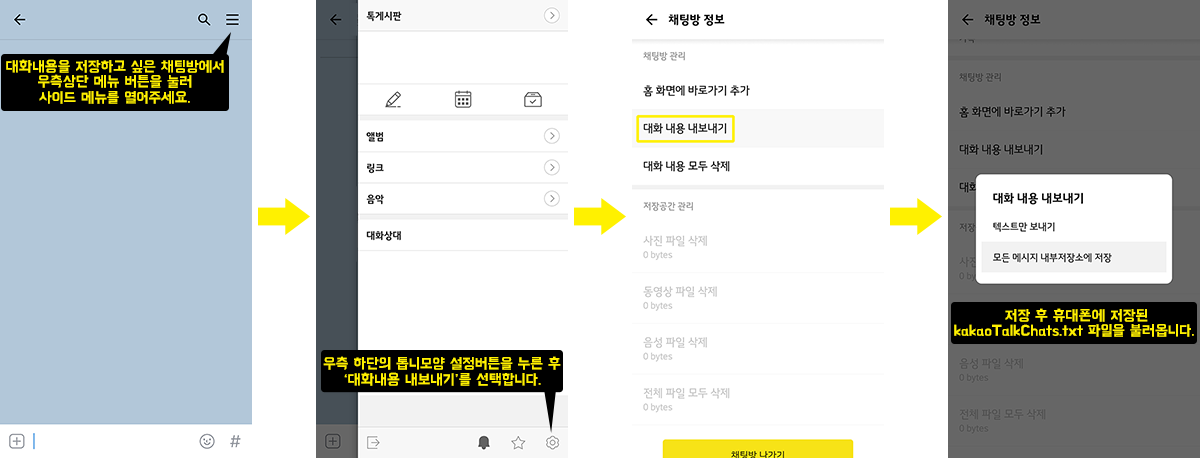 대화내용을 저장하고 싶은 채팅방에서
우측상단 메뉴 버튼을 눌러
사이드 메뉴를 열어주세요.
#
톡게시판
앨범
링크
음악
대화상대
우측 하단의 톱니모양 설정버튼을 누른 후
‘대화내용 내보내기’를 선택합니다.
채팅방 정보
채팅방 관리
홈 화면에 바로가기 추가
대화 내용 내보내기
대화 내용 모두 삭제
저장공간 관리
사진 파일 삭제
0 bytes
동영상 파일 삭제
0 bytes
음성 파일 삭제
0 bytes
전체 파일 모두 삭제
0 bytes
채팅방 나가기
채팅방 정보
채팅방 관리
홈 화면에 바로가기 추가
대화 내용 내보내기
대화 내용 내보내기
텍스트만 보내기
모든 메시지 내부저장소에 저장
저장 후 휴대폰에 저장된
kakaoTalkChats.txt 파일을 불러옵니다.
음성 파일 삭제
0 bytes
전체 파일 모두 삭제
0 bytes